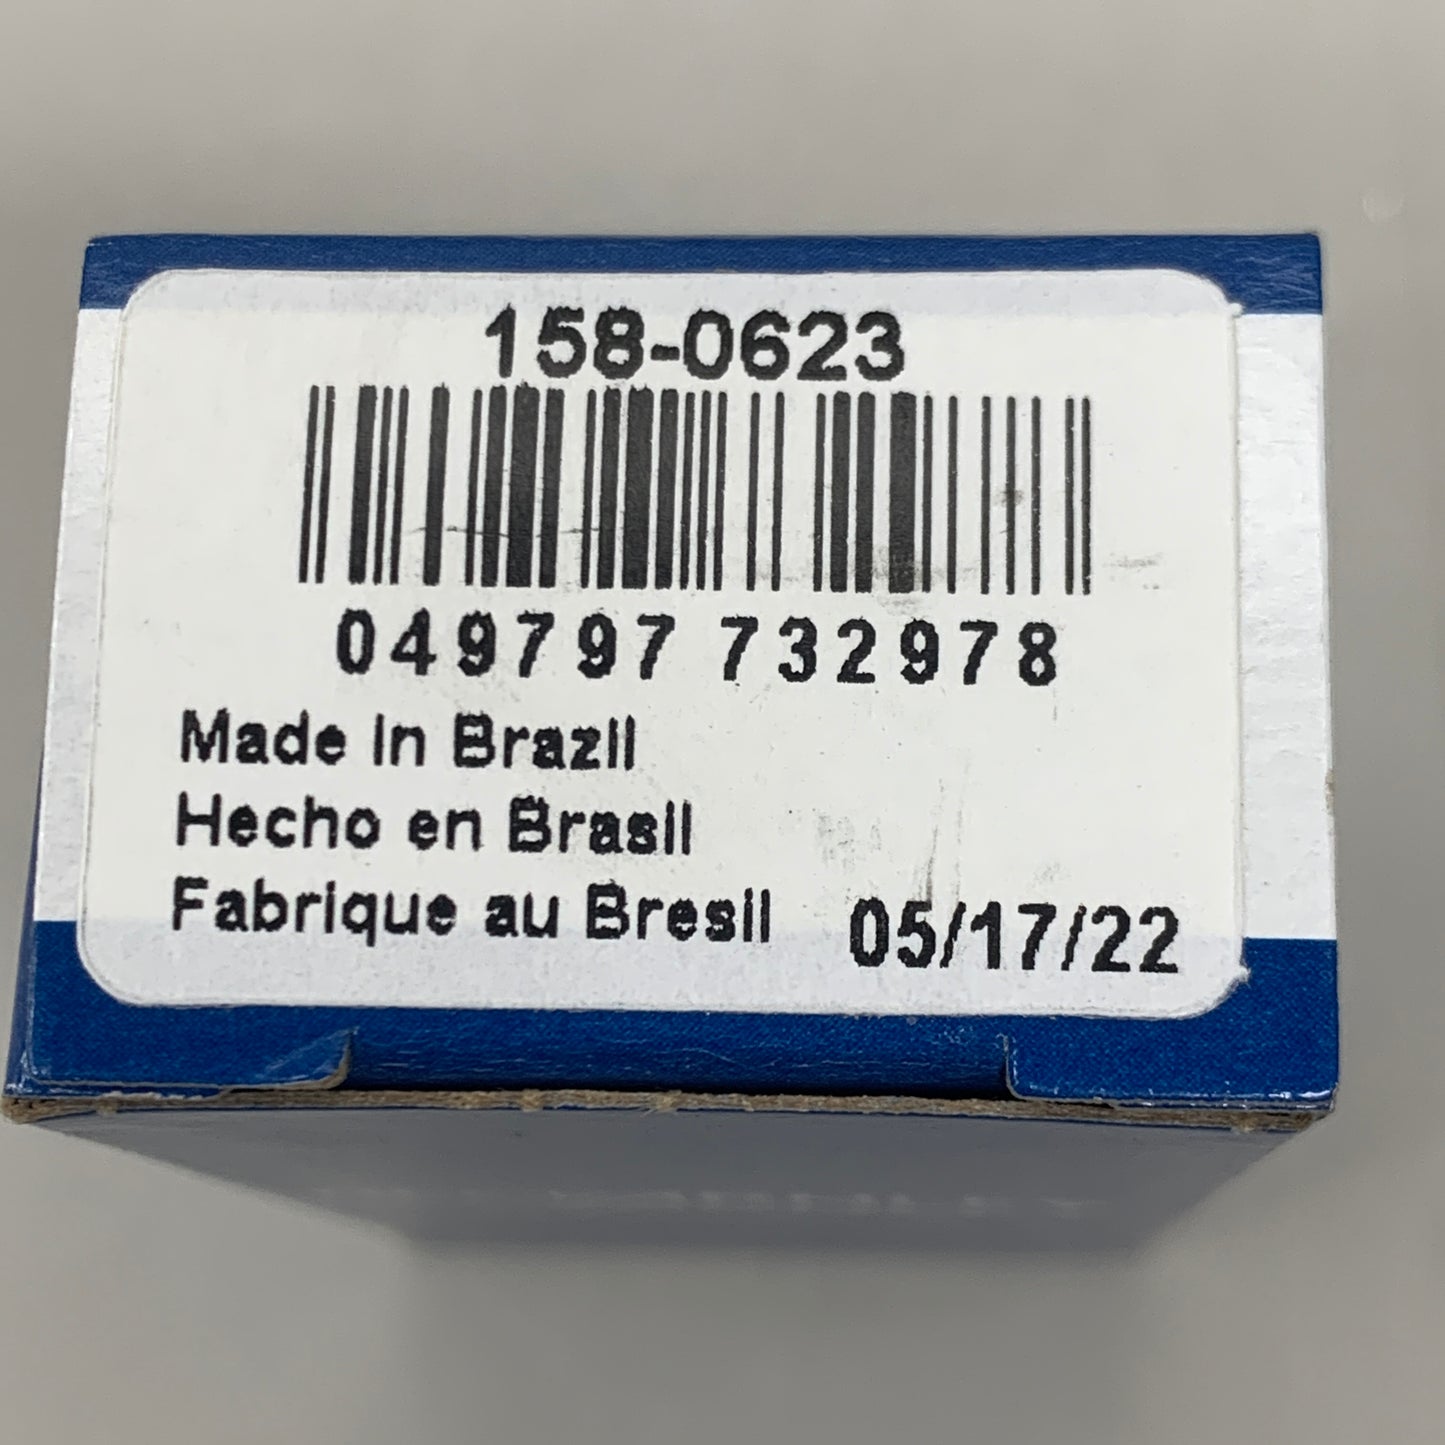 158-0623
049797 732978
Made in Brazil
Hecho en Brasil
Fabrique au Bresil 05/17/22